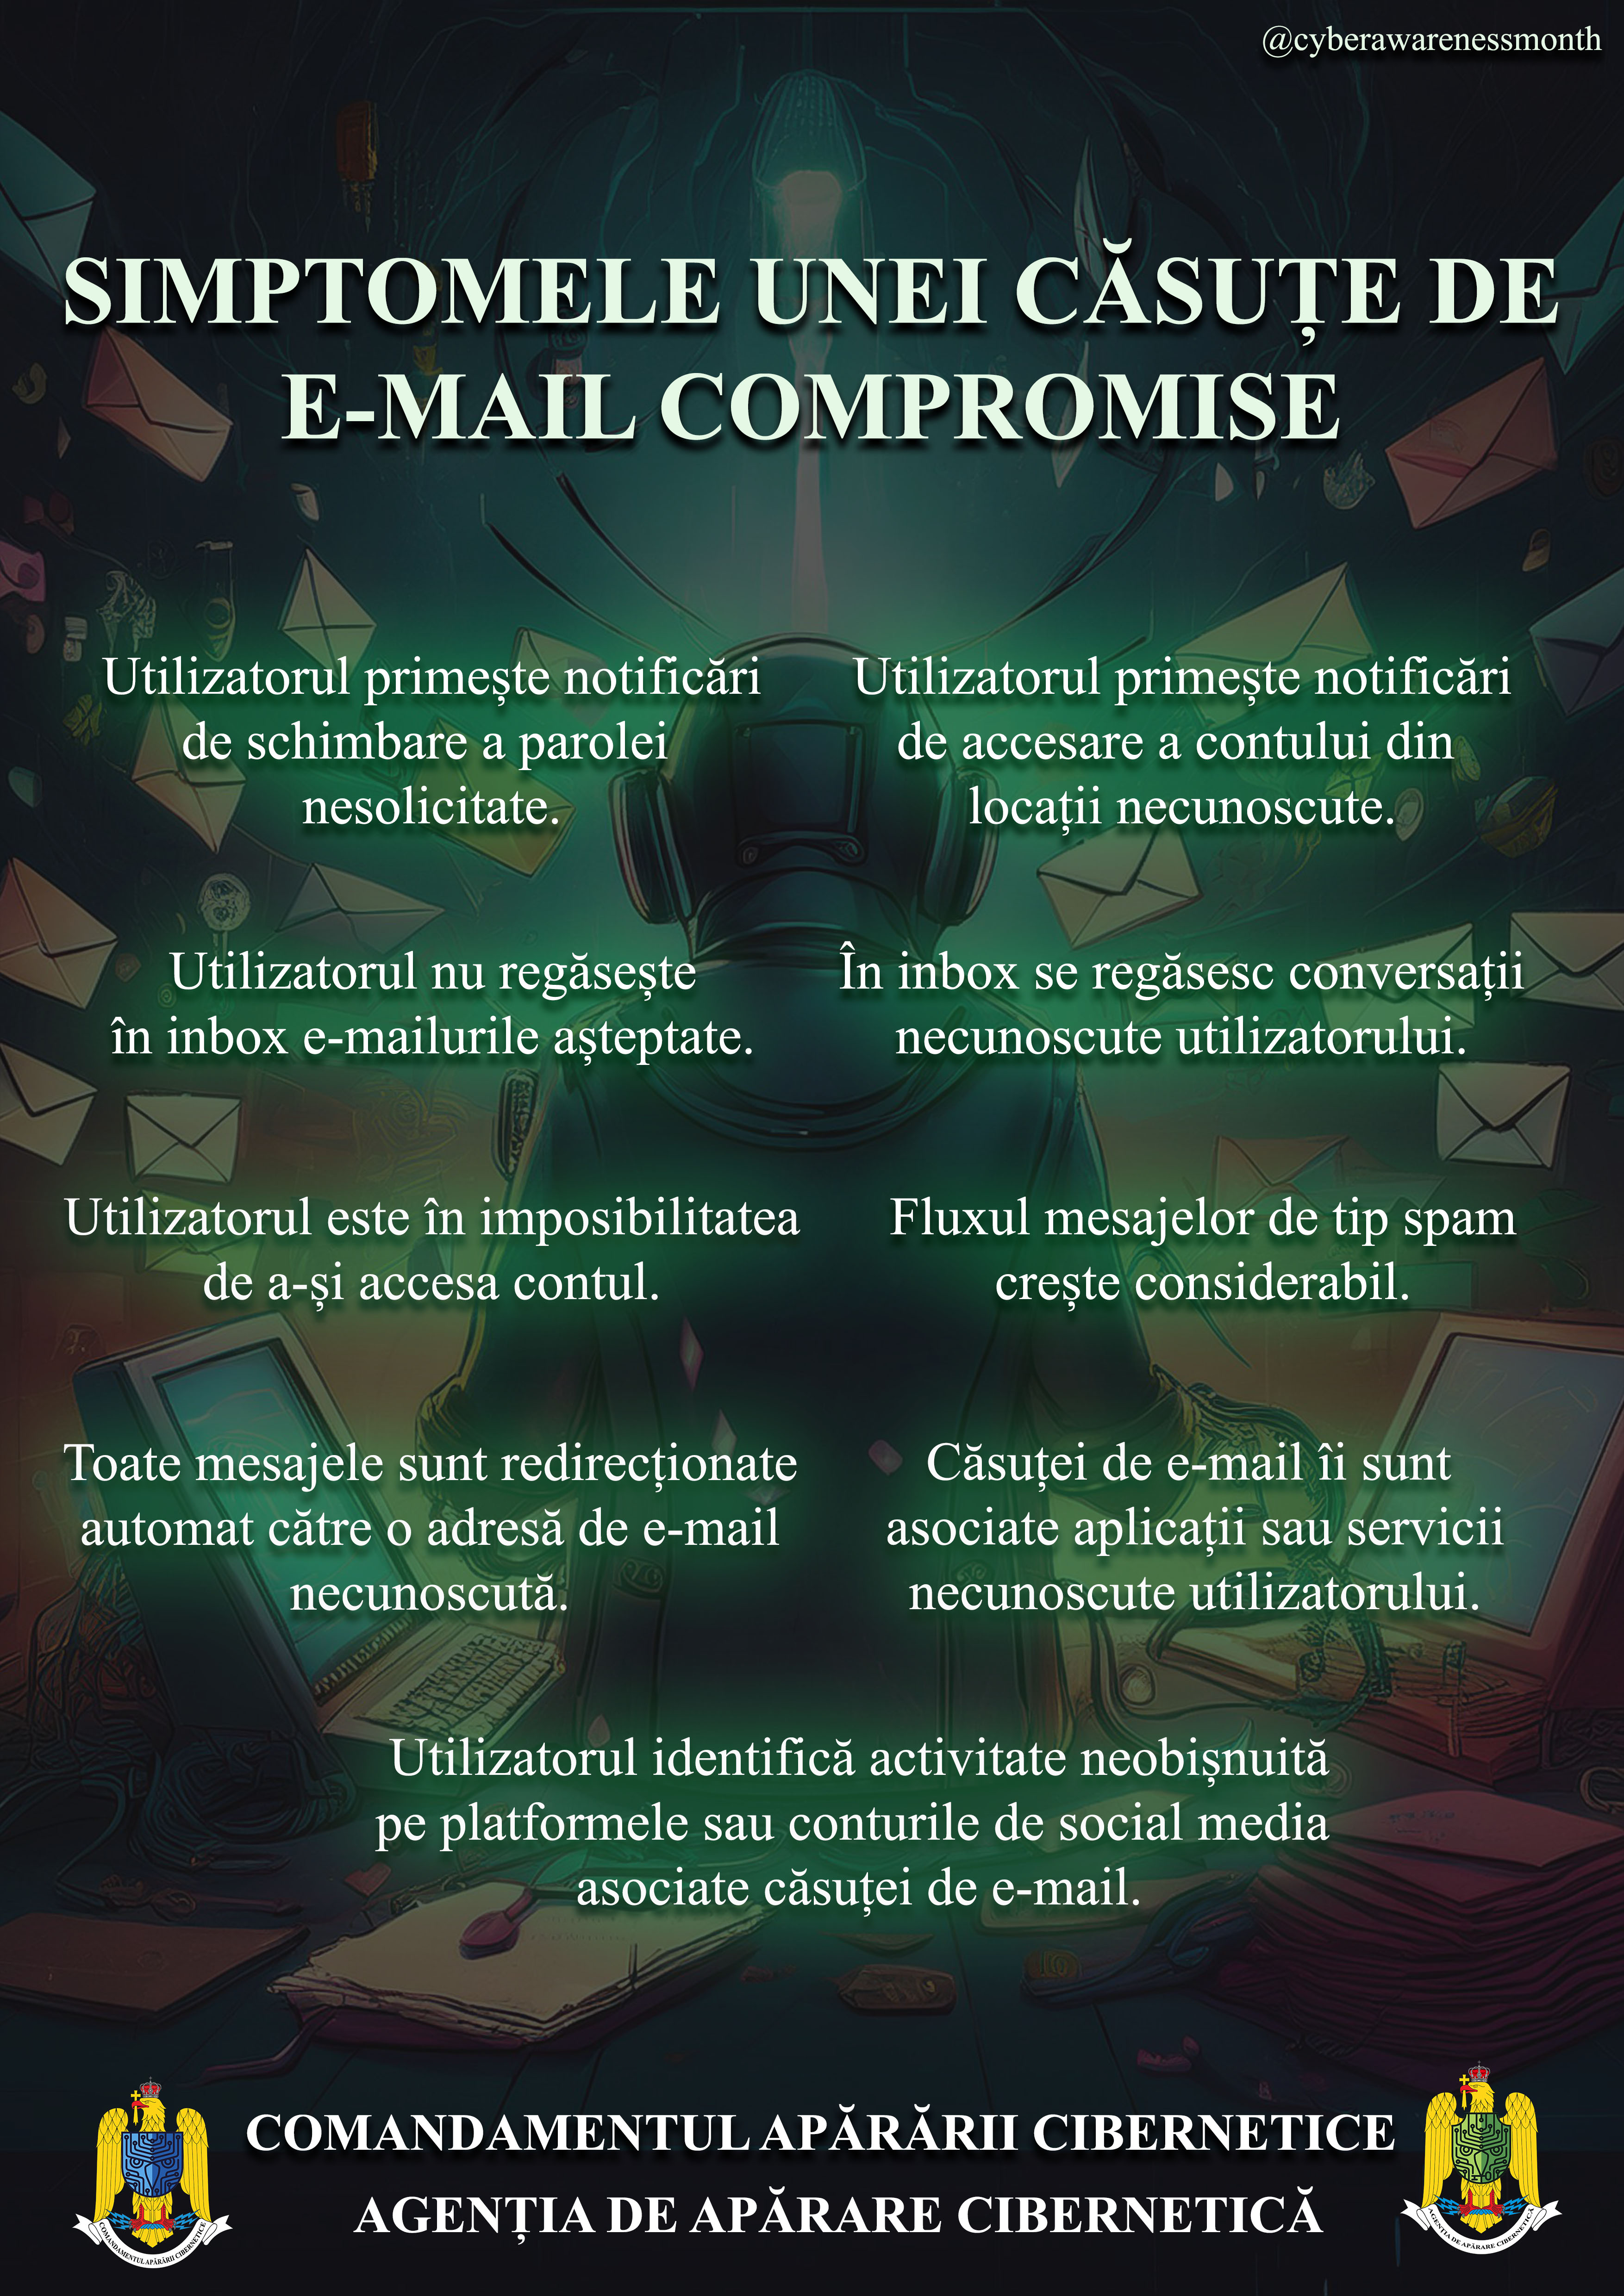 @cyberawarenessmonth
SIMPTOMELE UNEI CĂSUȚE DE
E-MAIL COMPROMISE
Utilizatorul primește notificări
de schimbare a parolei
nesolicitate.
Utilizatorul primește notificări
de accesare a contului din
locații necunoscute.
Utilizatorul nu regăsește
în inbox e-mailurile așteptate.
În inbox se regăsesc conversații
necunoscute utilizatorului.
Utilizatorul este în imposibilitatea
de a-și accesa contul.
Fluxul mesajelor de tip spam
crește considerabil.
Toate mesajele sunt redirecționate
automat către o adresă de e-mail
necunoscută.
Căsuței de e-mail îi sunt
asociate aplicații sau servicii
necunoscute utilizatorului.
Utilizatorul identifică activitate neobișnuită
pe platformele sau conturile de social media
asociate căsuței de e-mail.
COMANDAMENTUL APĂRĂRII CIBERNETICE
AGENȚIA DE APĂRARE CIBERNETICĂ
COMANDAMENTUL APĂRĂRII CIBERNETICE
AGENȚIA DE APĂRARE CIBERNETICĂ